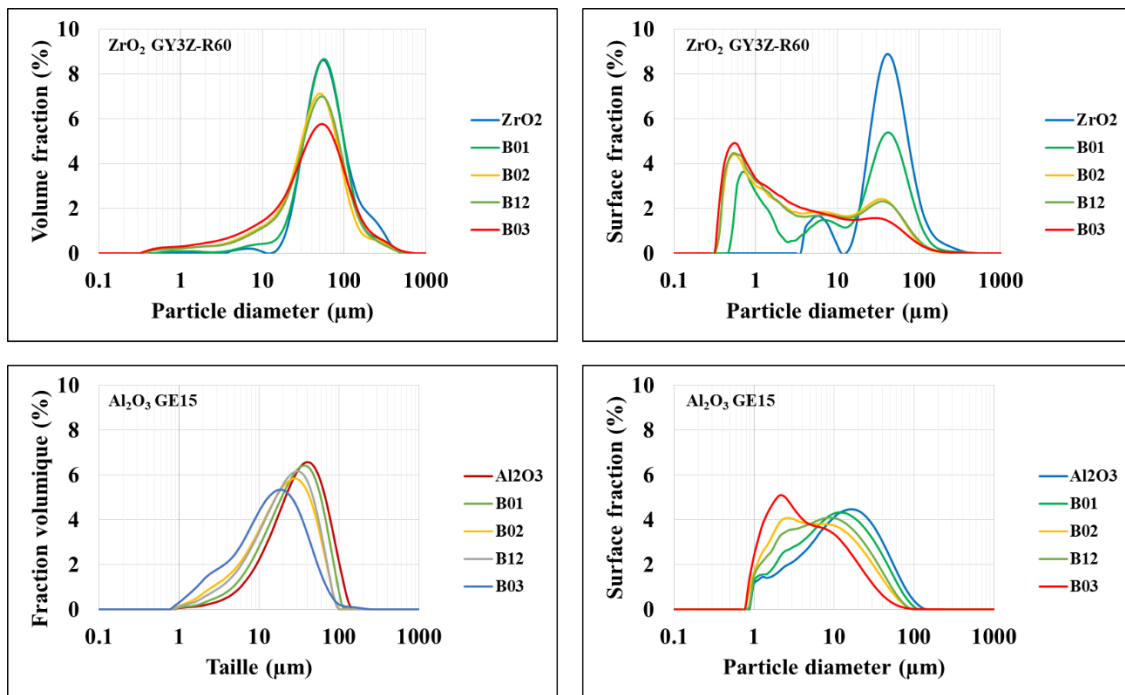 Volume fraction (%)
10
8
6
4
2
0
ZrO₂ GY3Z-R60
ZrO2
B01
B02
B12
B03
0.1 1 10 100 1000
Particle diameter (µm)
Surface fraction (%)
10
8
6
4
2
0
ZrO₂ GY3Z-R60
ZrO2
B01
B02
B12
B03
0.1 1 10 100 1000
Particle diameter (µm)
Fraction volumique (%)
10
8
6
4
2
0
Al₂O₃ GE15
Al2O3
B01
B02
B12
B03
0.1 1 10 100 1000
Taille (µm)
Surface fraction (%)
10
8
6
4
2
0
Al₂O₃ GE15
Al2O3
B01
B02
B12
B03
0.1 1 10 100 1000
Particle diameter (µm)